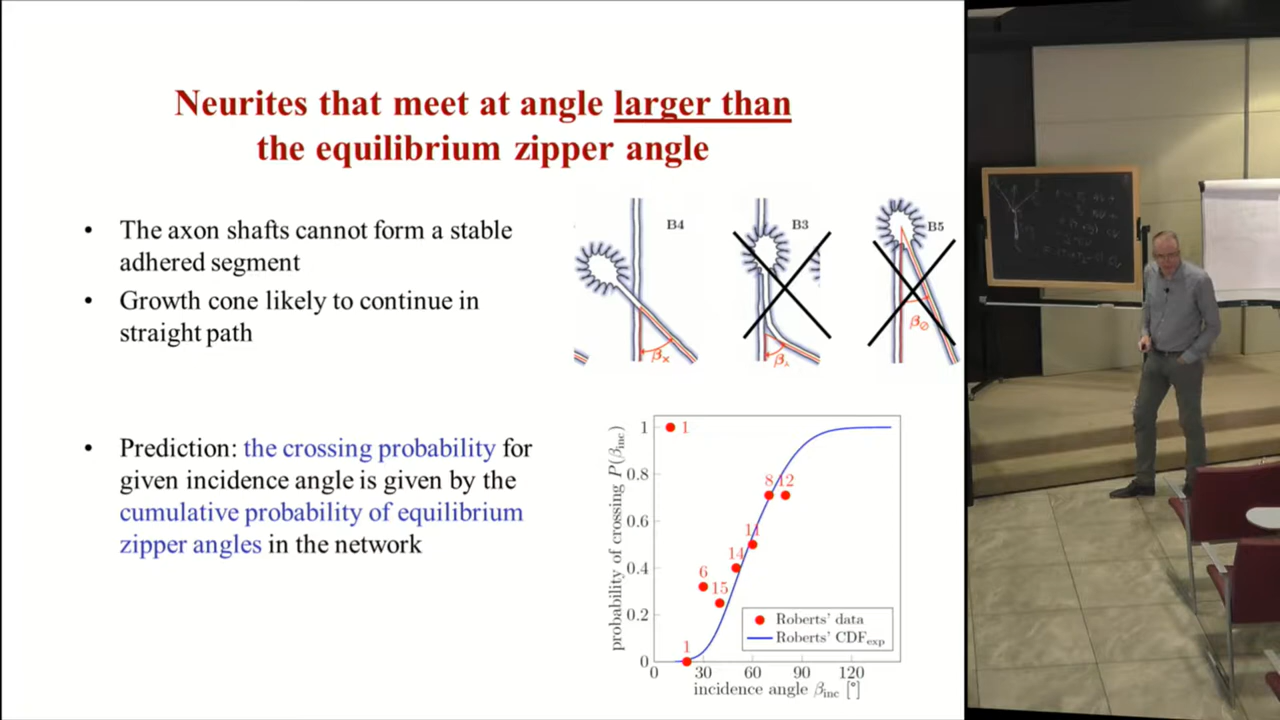 Neurites that meet at angle larger than
the equilibrium zipper angle
• The axon shafts cannot form a stable
adhered segment
• Growth cone likely to continue in
straight path
B4
B3
B5
βₓ
β
β∅
• Prediction: the crossing probability for
given incidence angle is given by the
cumulative probability of equilibrium
zipper angles in the network
probability of crossing P(βinc)
1
0.8
0.6
0.4
0.2
0
1
8
12
11
14
6
15
1
Roberts' data
Roberts' CDFexp
0
30
60
90
120
incidence angle βinc [°]